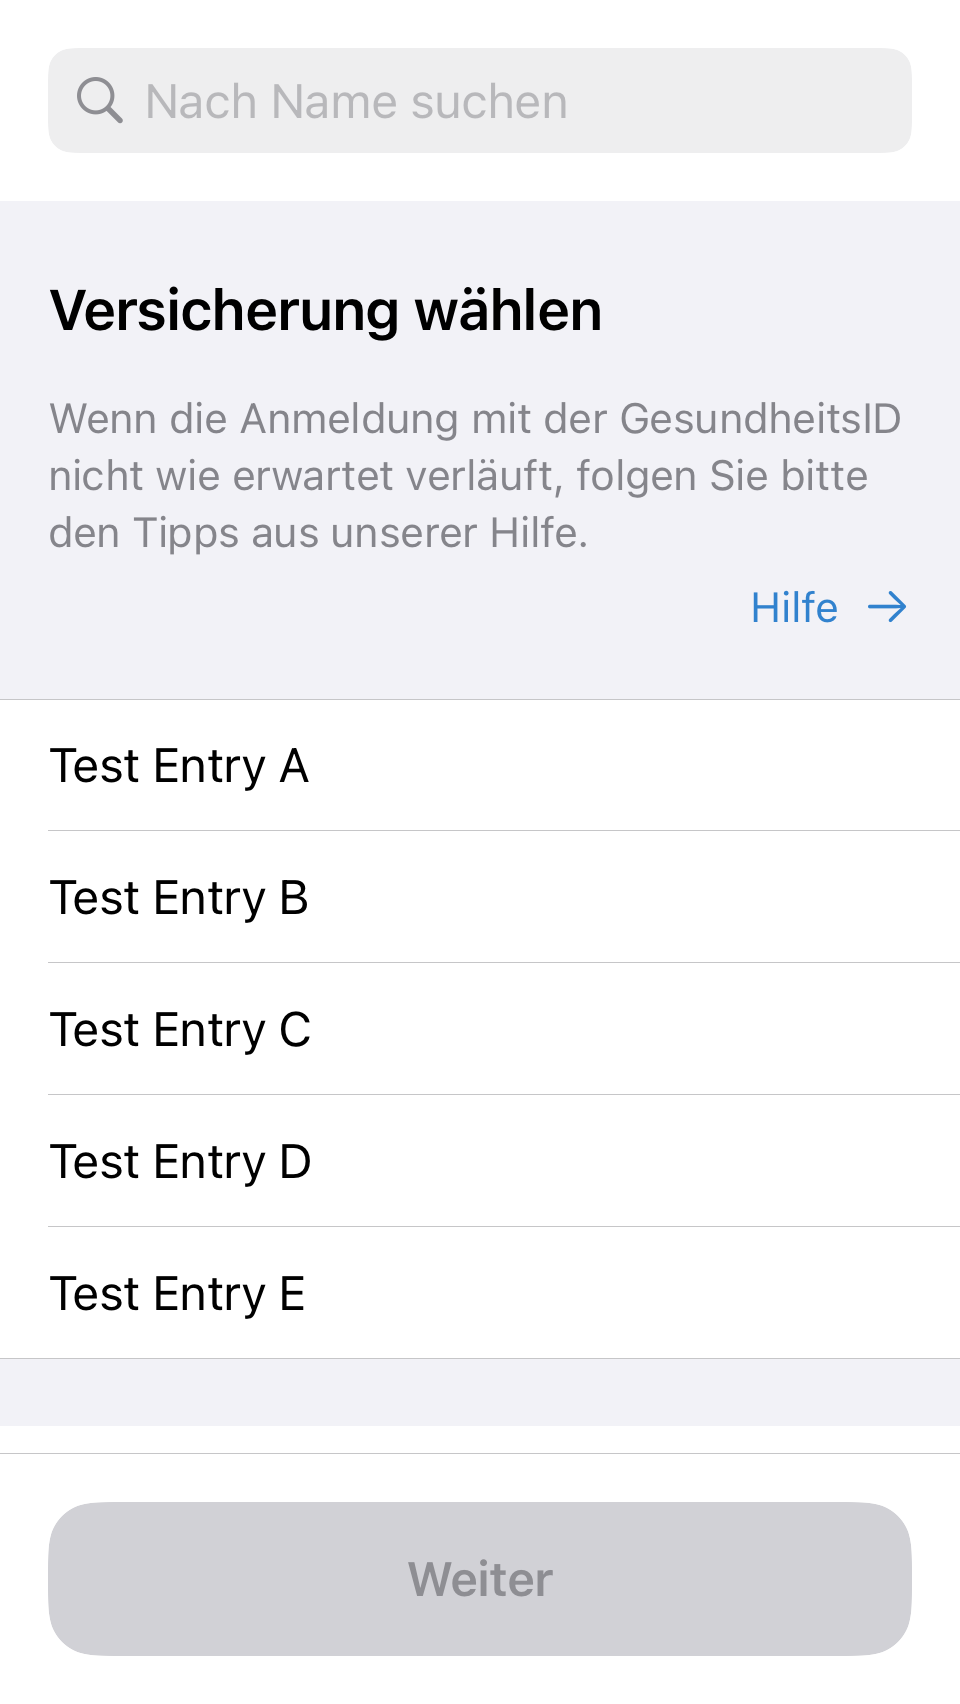 Nach Name suchen
Versicherung wählen
Wenn die Anmeldung mit der GesundheitsID
nicht wie erwartet verläuft, folgen Sie bitte
den Tipps aus unserer Hilfe.
Hilfe →
Test Entry A
Test Entry B
Test Entry C
Test Entry D
Test Entry E
Weiter